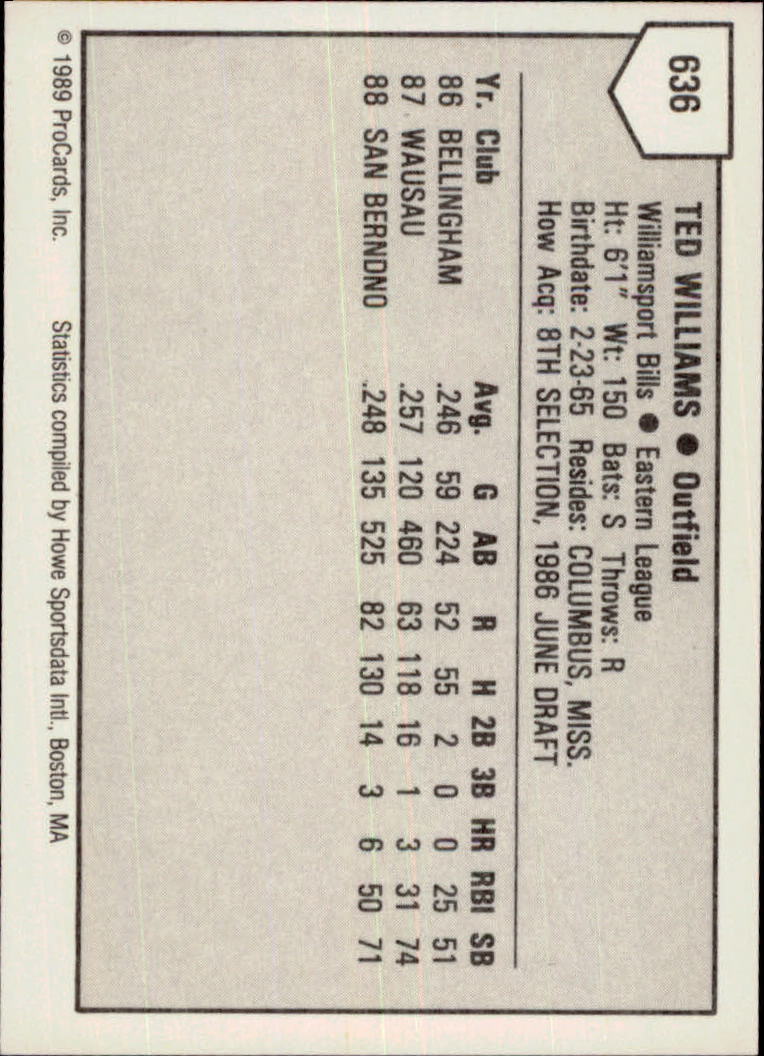 636
TED WILLIAMS ● Outfield
Williamsport Bills ● Eastern League
Ht: 6'1" Wt: 150 Bats: S Throws: R
Birthdate: 2-23-65 Resides: COLUMBUS, MISS.
How Acq: 8TH SELECTION, 1986 JUNE DRAFT
Yr. Club Avg. G AB R H 2B 3B HR RBI SB
86 BELLINGHAM .246 59 224 52 55 2 0 0 25 51
87 WAUSAU .257 120 460 63 118 16 1 3 31 74
88 SAN BERNDNO .248 135 525 82 130 14 3 6 50 71
© 1989 ProCards, Inc. Statistics compiled by Howe Sportsdata Intl., Boston, MA